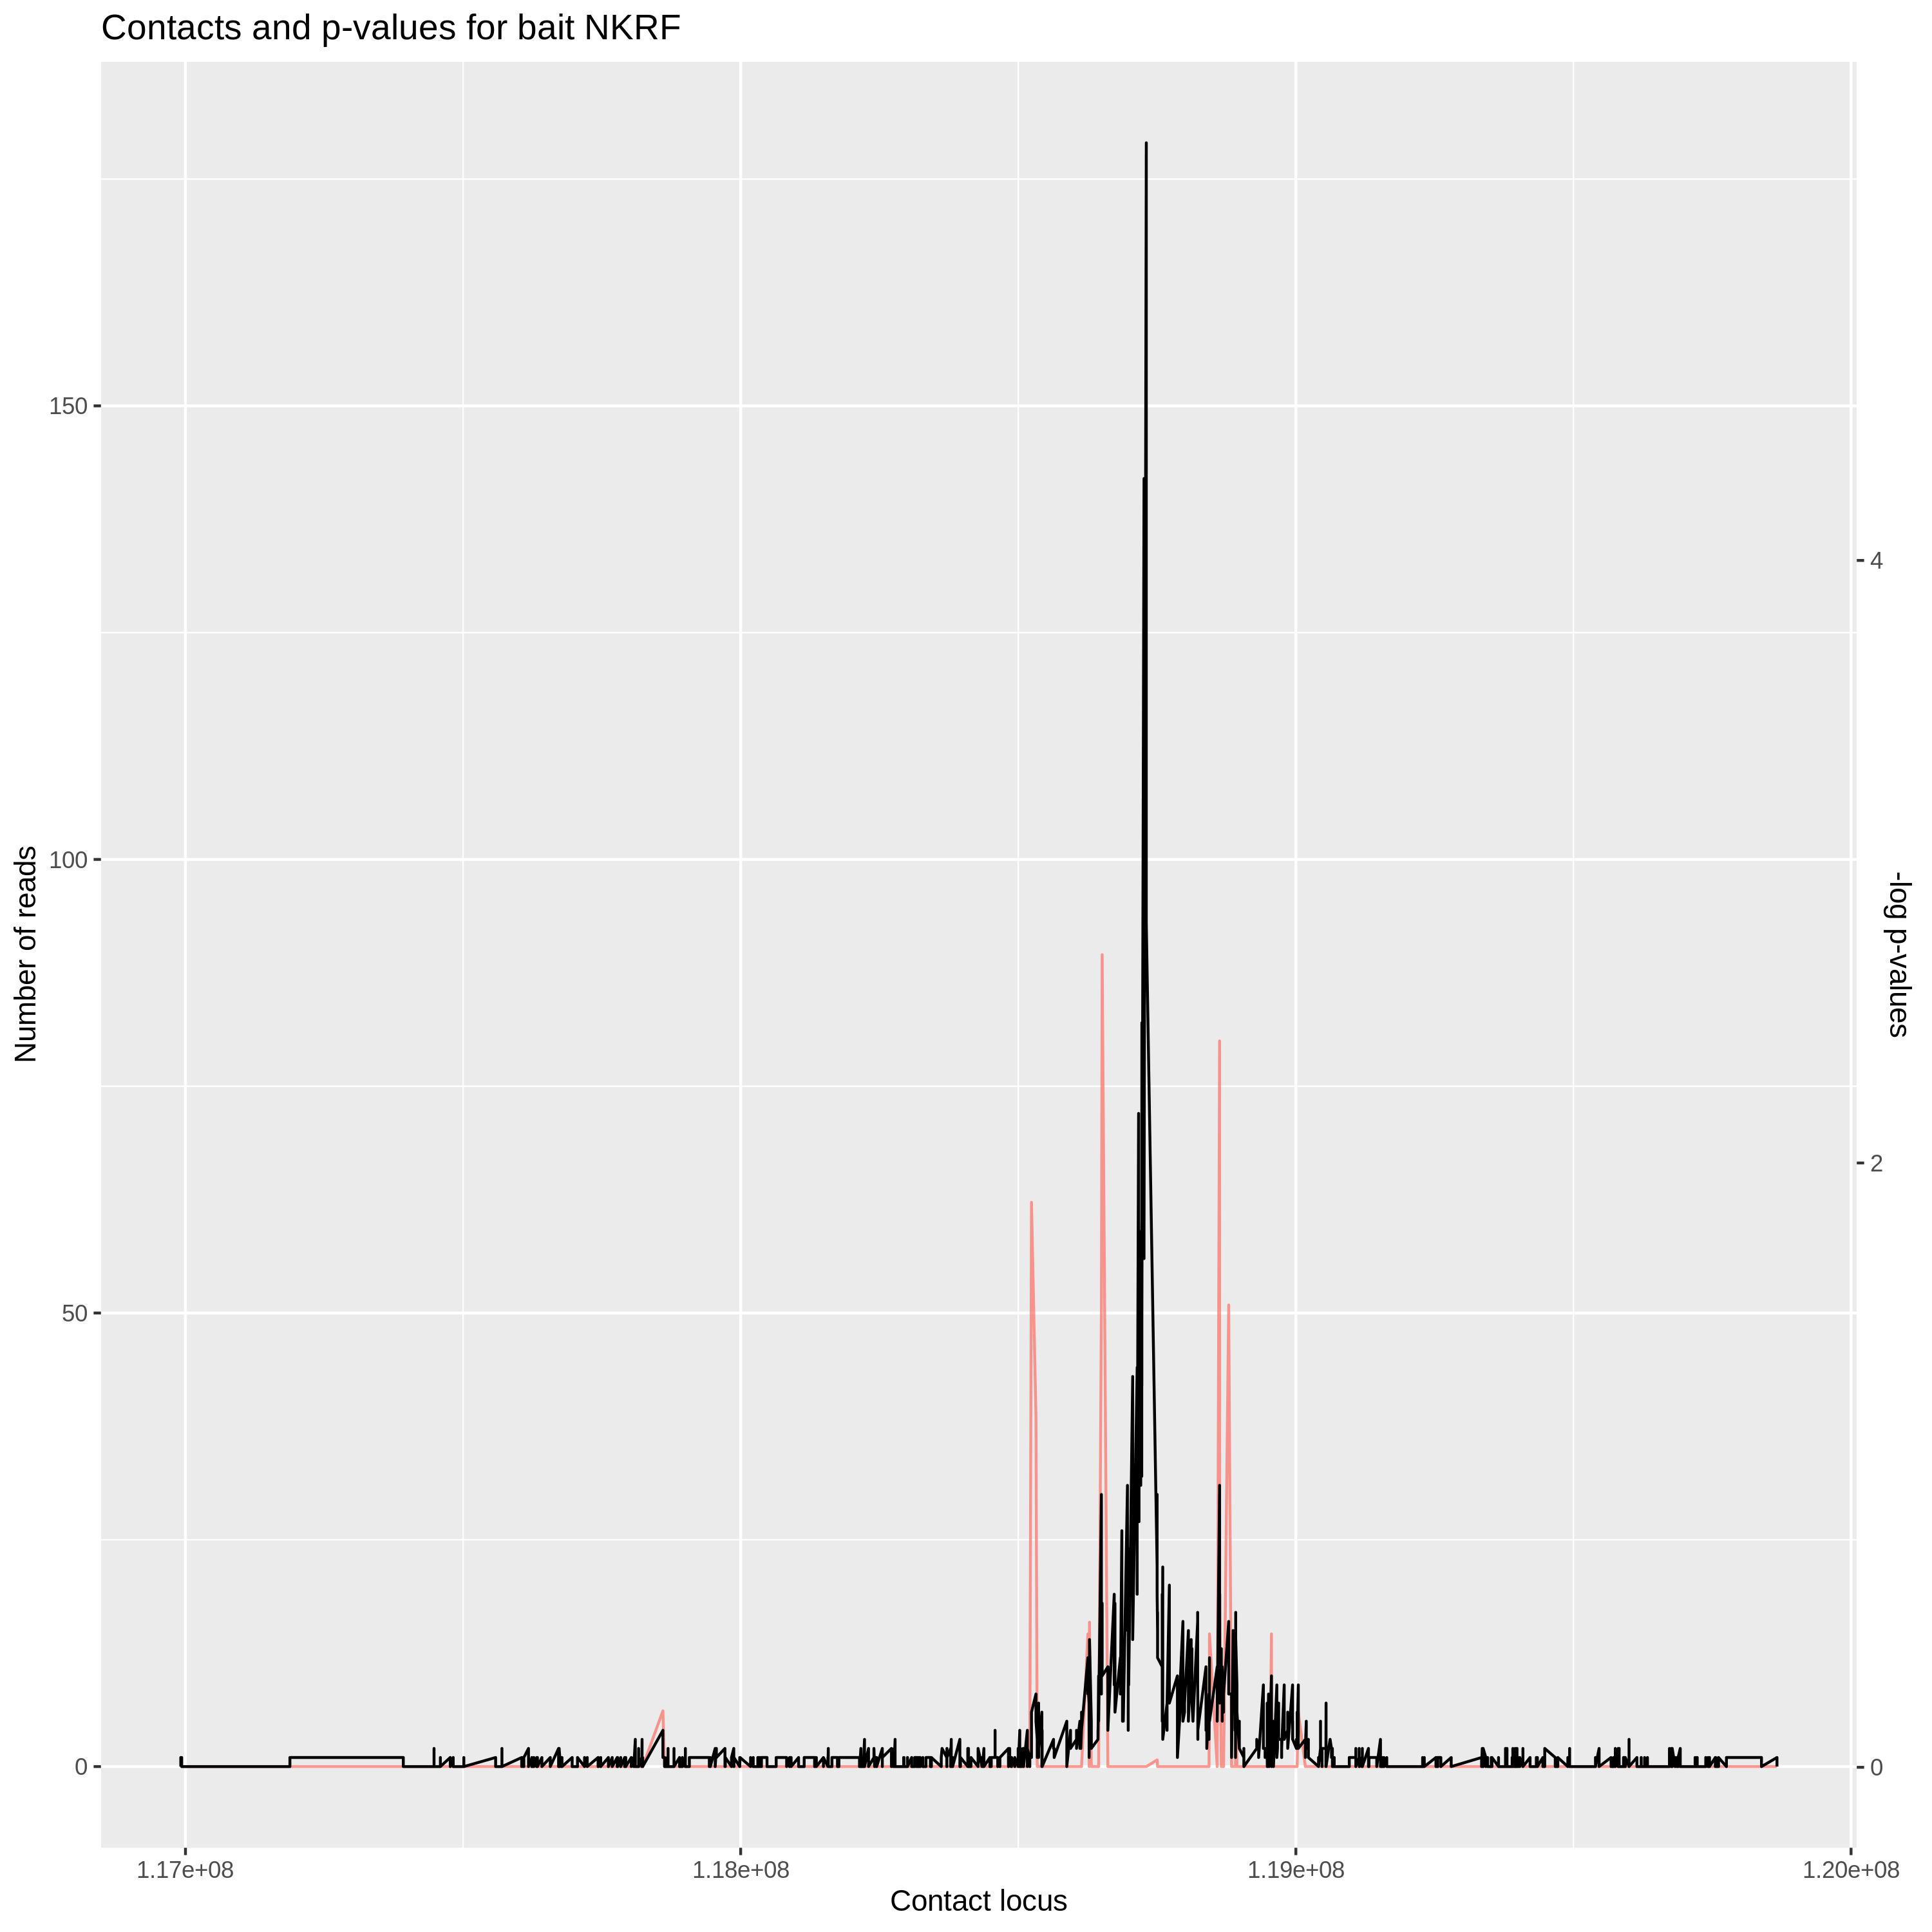 Contacts and p-values for bait NKRF
150
100
50
0
4
2
0
Number of reads
-log p-values
1.17e+08
1.18e+08
1.19e+08
1.20e+08
Contact locus